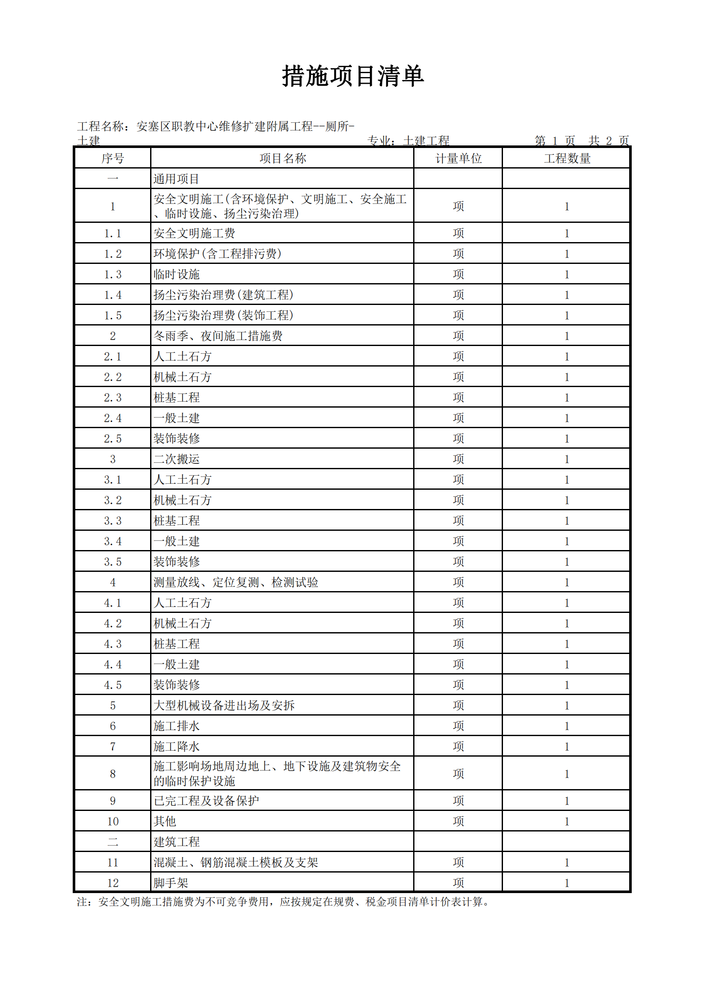 措施项目清单
工程名称：安塞区职教中心维修扩建附属工程--厕所-
土建 专业：土建工程 第 1 页 共 2 页
序号 项目名称 计量单位 工程数量
一 通用项目
1 安全文明施工(含环境保护、文明施工、安全施工
、临时设施、扬尘污染治理) 项 1
1.1 安全文明施工费 项 1
1.2 环境保护(含工程排污费) 项 1
1.3 临时设施 项 1
1.4 扬尘污染治理费(建筑工程) 项 1
1.5 扬尘污染治理费(装饰工程) 项 1
2 冬雨季、夜间施工措施费 项 1
2.1 人工土石方 项 1
2.2 机械土石方 项 1
2.3 桩基工程 项 1
2.4 一般土建 项 1
2.5 装饰装修 项 1
3 二次搬运 项 1
3.1 人工土石方 项 1
3.2 机械土石方 项 1
3.3 桩基工程 项 1
3.4 一般土建 项 1
3.5 装饰装修 项 1
4 测量放线、定位复测、检测试验 项 1
4.1 人工土石方 项 1
4.2 机械土石方 项 1
4.3 桩基工程 项 1
4.4 一般土建 项 1
4.5 装饰装修 项 1
5 大型机械设备进出场及安拆 项 1
6 施工排水 项 1
7 施工降水 项 1
8 施工影响场地周边地上、地下设施及建筑物安全
的临时保护设施 项 1
9 已完工程及设备保护 项 1
10 其他 项 1
二 建筑工程
11 混凝土、钢筋混凝土模板及支架 项 1
12 脚手架 项 1
注：安全文明施工措施费为不可竞争费用，应按规定在规费、税金项目清单计价表计算。